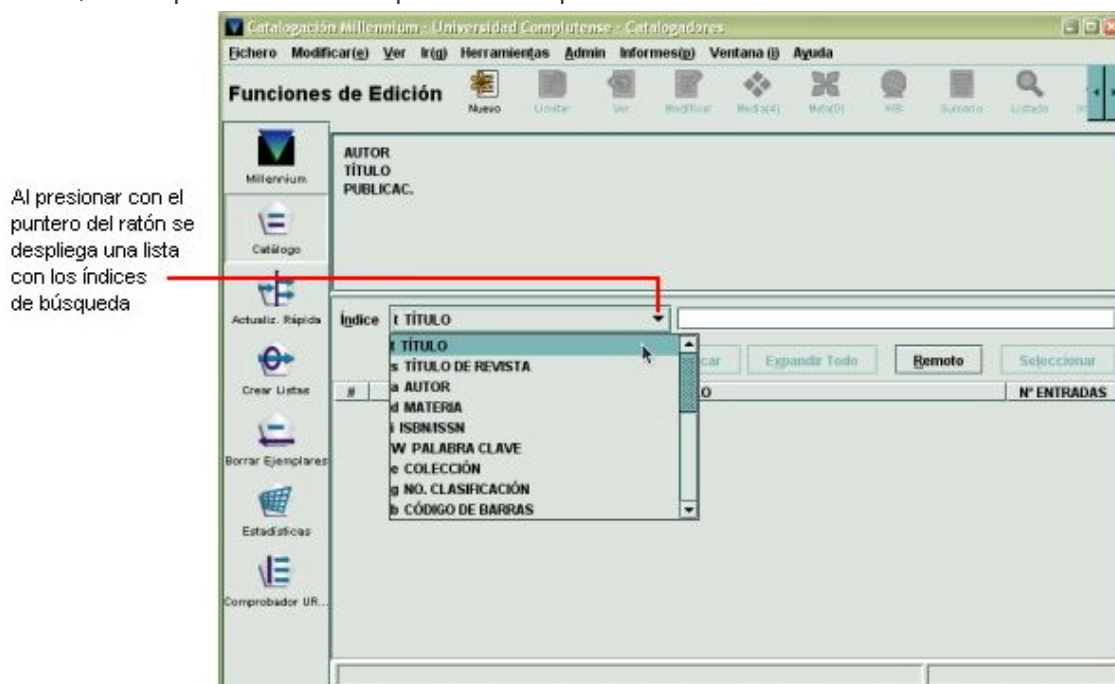 Catalogación Millennium - Universidad Complutense - Catalogadores
Fichero Modificar(e) Ver Ir(g) Herramientas Admin Informes(p) Ventana (i) Ayuda
Funciones de Edición
Nuevo Limitar Ver Modificar Media(4) Meta(0) WEB Sumario Listado
Millennium
Catálogo
Actualiz. Rápida
Crear Listas
Borrar Ejemplares
Estadísticas
Comprobador UR...
AUTOR
TÍTULO
PUBLICAC.
Al presionar con el
puntero del ratón se
despliega una lista
con los índices
de búsqueda
Índice t TÍTULO
t TÍTULO
s TÍTULO DE REVISTA
a AUTOR
d MATERIA
i ISBN/ISSN
W PALABRA CLAVE
e COLECCIÓN
g NO. CLASIFICACIÓN
b CÓDIGO DE BARRAS
car Expandir Todo Remoto Seleccionar
# O Nº ENTRADAS